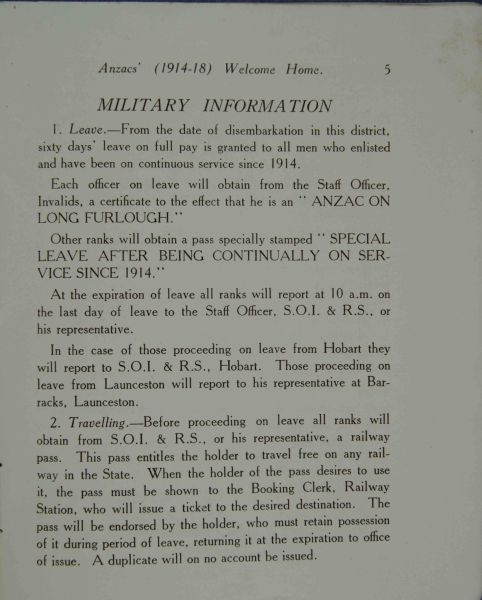 Anzacs' (1914-18) Welcome Home. 5
MILITARY INFORMATION
1. Leave.—From the date of disembarkation in this district,
sixty days' leave on full pay is granted to all men who enlisted
and have been on continuous service since 1914.
Each officer on leave will obtain from the Staff Officer,
Invalids, a certificate to the effect that he is an " ANZAC ON
LONG FURLOUGH."
Other ranks will obtain a pass specially stamped " SPECIAL
LEAVE AFTER BEING CONTINUALLY ON SER-
VICE SINCE 1914."
At the expiration of leave all ranks will report at 10 a.m. on
the last day of leave to the Staff Officer, S.O.I. & R.S., or
his representative.
In the case of those proceeding on leave from Hobart they
will report to S.O.I. & R.S., Hobart. Those proceeding on
leave from Launceston will report to his representative at Bar-
racks, Launceston.
2. Travelling.—Before proceeding on leave all ranks will
obtain from S.O.I. & R.S., or his representative, a railway
pass. This pass entitles the holder to travel free on any rail-
way in the State. When the holder of the pass desires to use
it, the pass must be shown to the Booking Clerk, Railway
Station, who will issue a ticket to the desired destination. The
pass will be endorsed by the holder, who must retain possession
of it during period of leave, returning it at the expiration to office
of issue. A duplicate will on no account be issued.